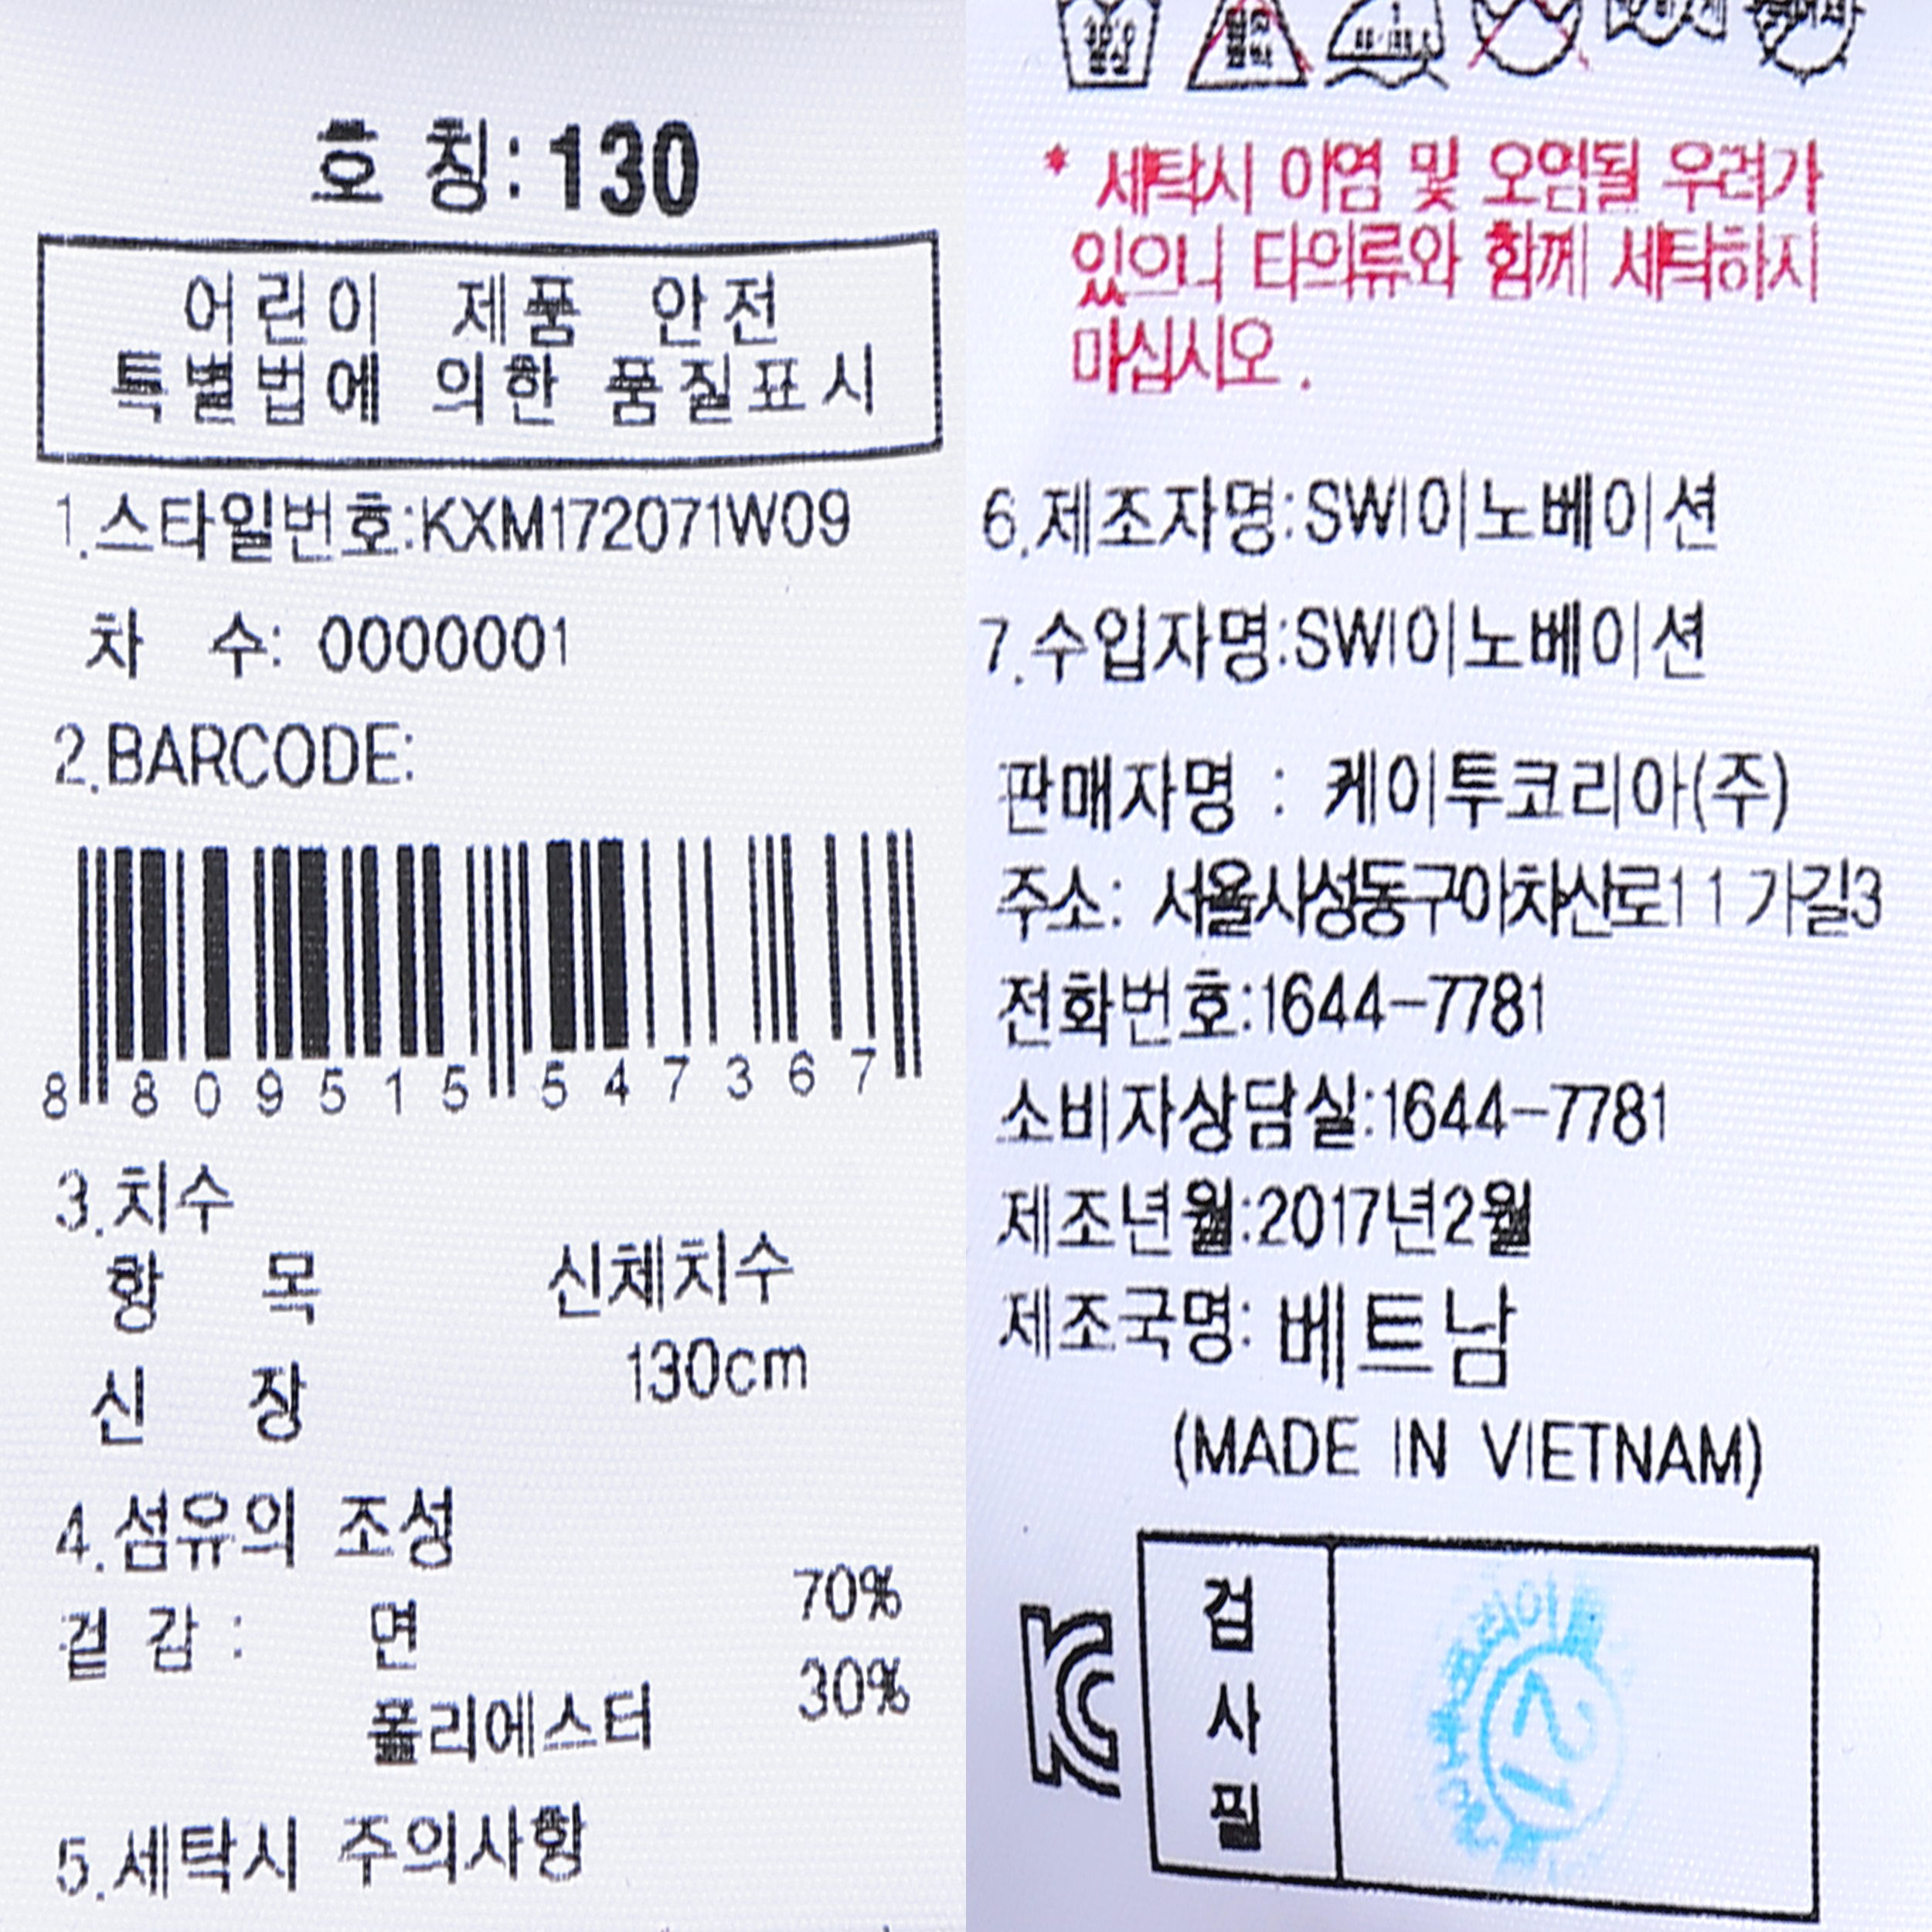 호 칭:130
어린이 제품 안전
특별법에 의한 품질표시
1.스타일번호:KXM172071W09
차 수: 0000001
2.BARCODE:
8 809515 547367
3.치수
항 목 신체치수
신 장 130cm
4.섬유의 조성
겉 감 : 면 70%
폴리에스터 30%
5.세탁시 주의사항
* 세탁시 이염 및 오염될 우려가
있으니 타의류와 함께 세탁하지
마십시오.
6.제조자명:SWI이노베이션
7.수입자명:SWI이노베이션
판매자명 : 케이투코리아(주)
주소: 서울시성동구아차산로11가길3
전화번호:1644-7781
소비자상담실:1644-7781
제조년월:2017년2월
제조국명: 베트남
(MADE IN VIETNAM)
KC
검사필
21